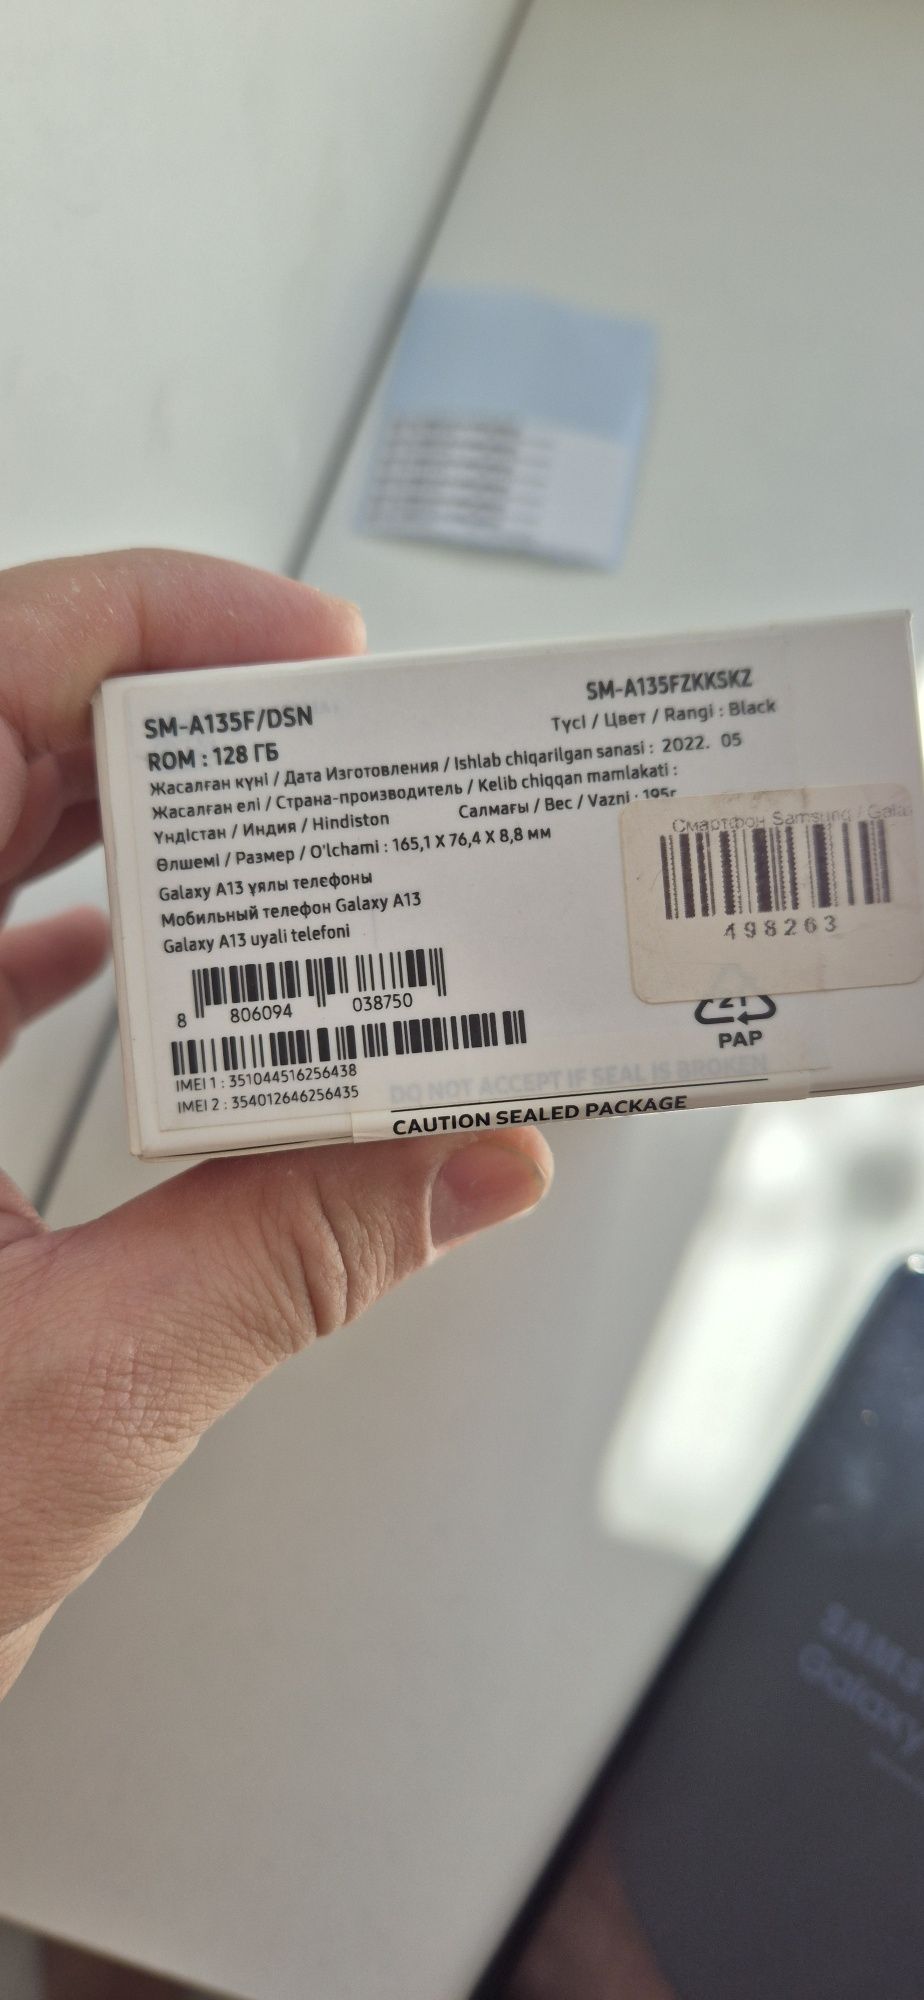 SM-A135F/DSN
SM-A135FZKKSKZ
ROM : 128 ГБ
Түсі / Цвет / Rangi : Black
Жасалған күні / Дата Изготовления / Ishlab chiqarilgan sanasi : 2022. 05
Жасалған елі / Страна-производитель / Kelib chiqqan mamlakati :
Үндістан / Индия / Hindiston
Салмағы / Вес / Vazni : 195г
Өлшемі / Размер / O'lchami : 165,1 X 76,4 X 8,8 мм
Galaxy A13 ұялы телефоны
Мобильный телефон Galaxy A13
Galaxy A13 uyali telefoni
Смартфон Samsung / Gala
498263
8 806094 038750
21
PAP
IMEI 1 : 351044516256438
IMEI 2 : 354012646256435
DO NOT ACCEPT IF SEAL IS BROKEN
CAUTION SEALED PACKAGE
SAMS
Galaxy